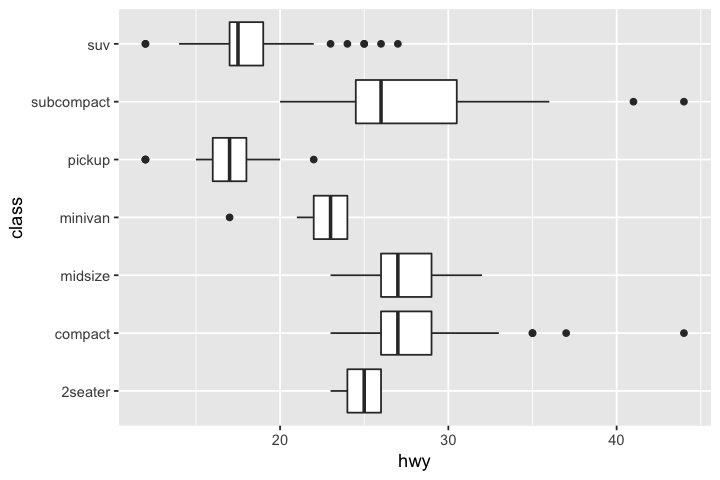 suv
subcompact
pickup
minivan
midsize
compact
2seater
class
20 30 40
hwy